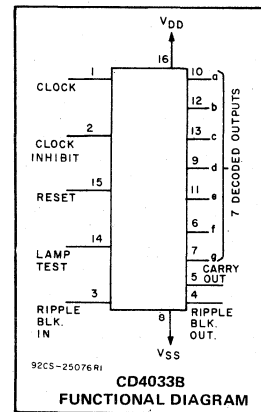 VDD
16
1
CLOCK
10 a
12 b
2
CLOCK
INHIBIT
13 c
9 d
15
RESET
11 e
6 f
14
LAMP
TEST
7 g
7 DECODED OUTPUTS
CARRY
5 OUT
3
RIPPLE
BLK.
IN
4
RIPPLE
BLK.
OUT.
8
VSS
92CS-25076R1
CD4033B
FUNCTIONAL DIAGRAM